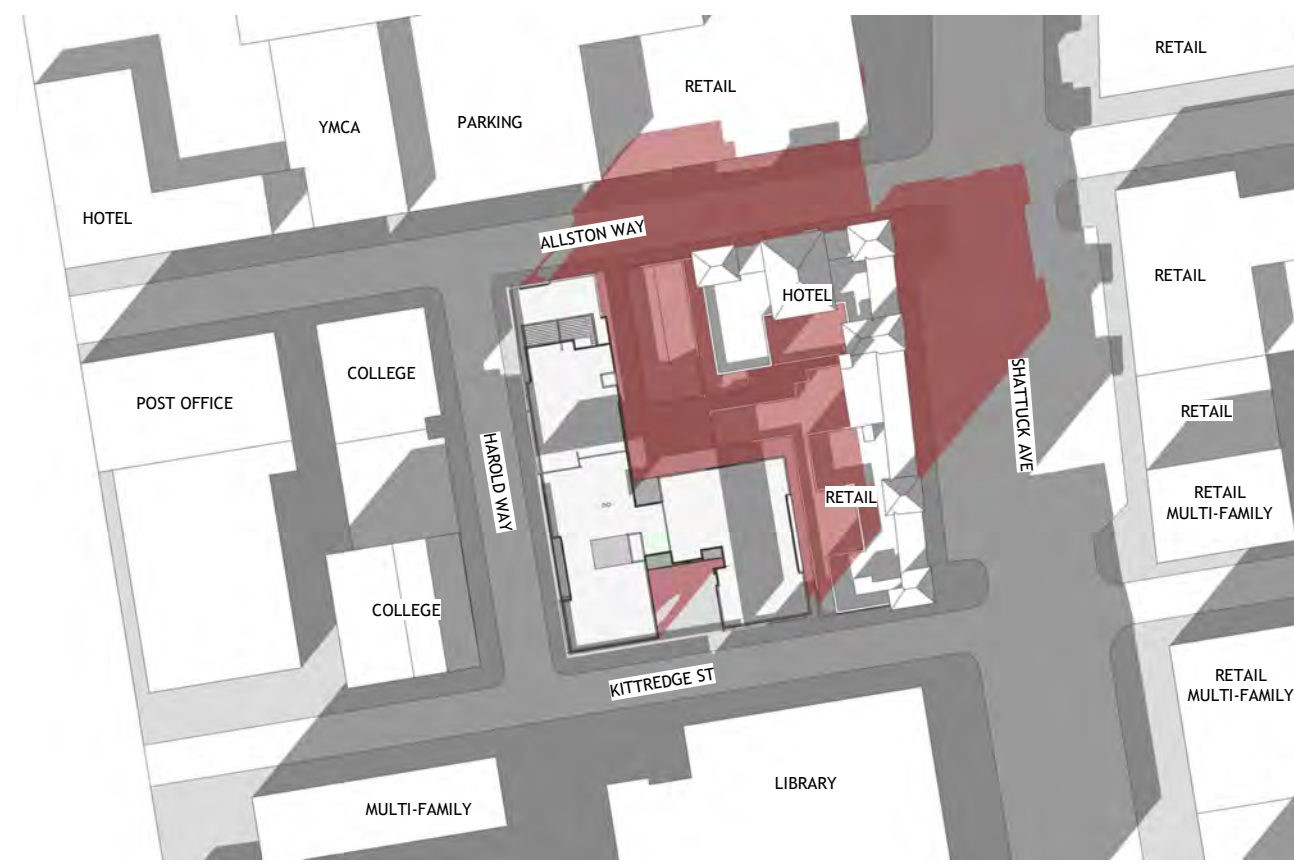 RETAIL
RETAIL
YMCA
PARKING
HOTEL
ALLSTON WAY
HOTEL
RETAIL
COLLEGE
POST OFFICE
SHATTUCK AVE
RETAIL
HAROLD WAY
RETAIL
RETAIL
MULTI-FAMILY
COLLEGE
KITTREDGE ST
RETAIL
MULTI-FAMILY
LIBRARY
MULTI-FAMILY